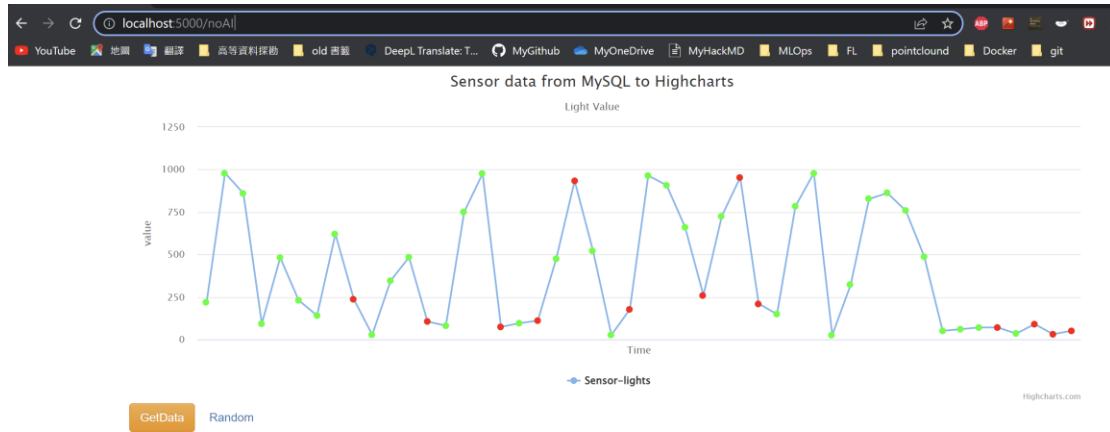 localhost:5000/noAI
YouTube 地圖 翻譯 高等資料探勘 old 書籤 DeepL Translate: T... MyGithub MyOneDrive MyHackMD MLOps FL pointclound Docker git
Sensor data from MySQL to Highcharts
Light Value
1250
1000
750
500
250
0
value
Time
Sensor-lights
Highcharts.com
GetData Random